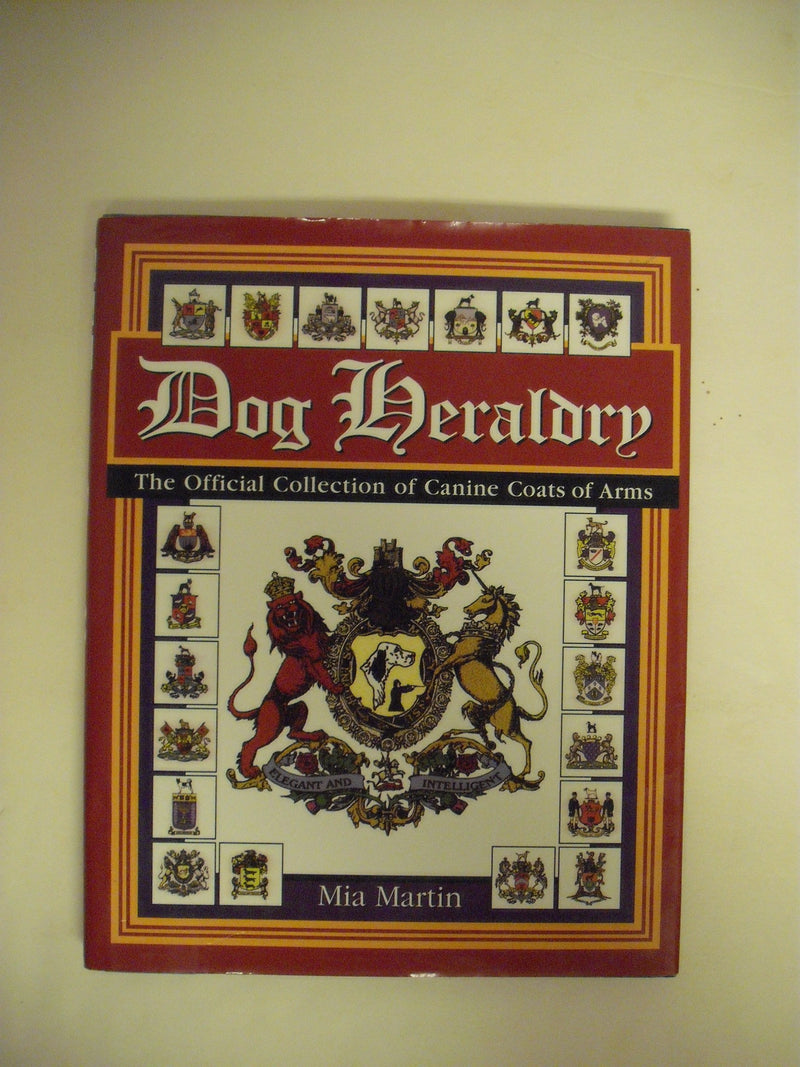 Dog Heraldry
The Official Collection of Canine Coats of Arms
ELEGANT AND INTELLIGENT
Mia Martin